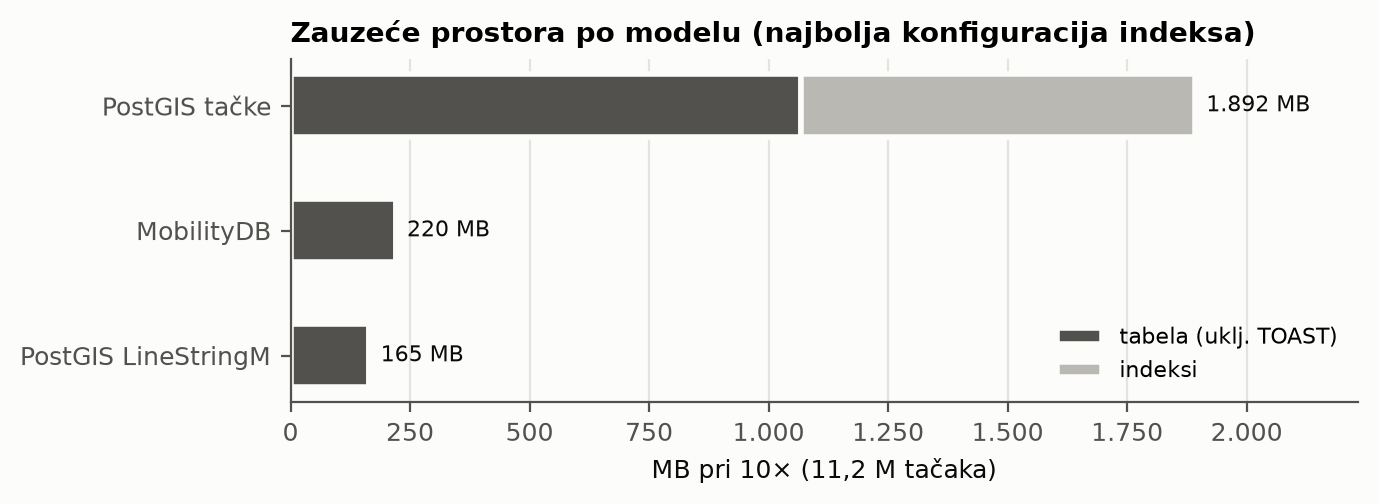 Zauzeće prostora po modelu (najbolja konfiguracija indeksa)
PostGIS tačke
1.892 MB
MobilityDB
220 MB
PostGIS LineStringM
165 MB
tabela (uklj. TOAST)
indeksi
0 250 500 750 1.000 1.250 1.500 1.750 2.000
MB pri 10× (11,2 M tačaka)